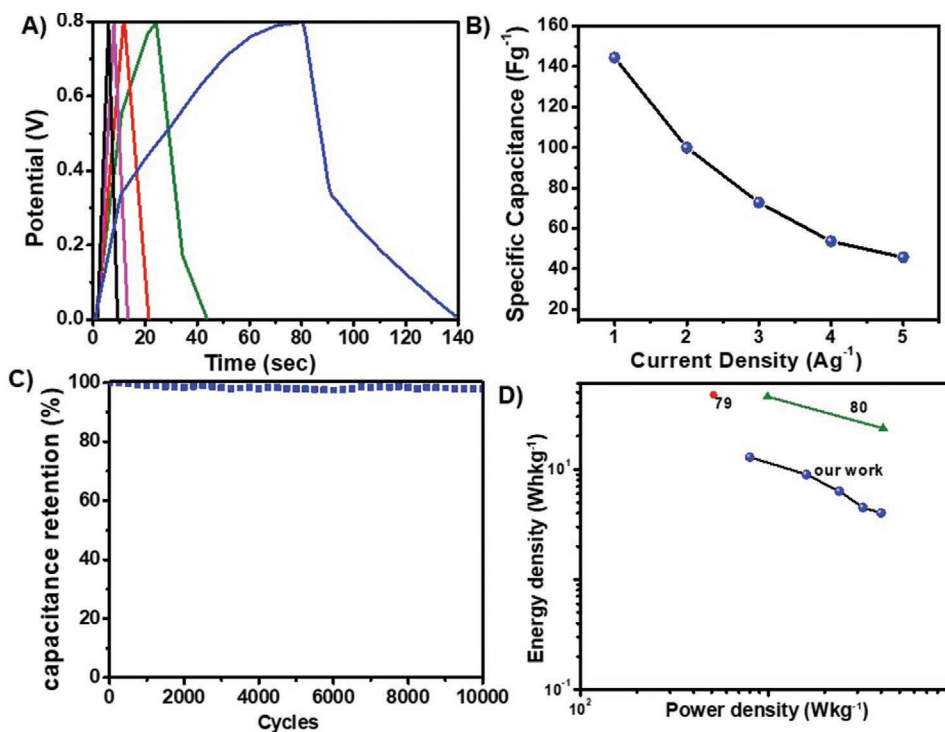 A)
0.8
0.6
0.4
0.2
0.0
Potential (V)
0 20 40 60 80 100 120 140
Time (sec)
B)
160
140
120
100
80
60
40
20
Specific Capacitance (Fg⁻¹)
1 2 3 4 5
Current Density (Ag⁻¹)
C)
100
80
60
40
20
0
capacitance retention (%)
0 2000 4000 6000 8000 10000
Cycles
D)
79
80
our work
10¹
10⁻¹
Energy density (Whkg⁻¹)
10²
Power density (Wkg⁻¹)